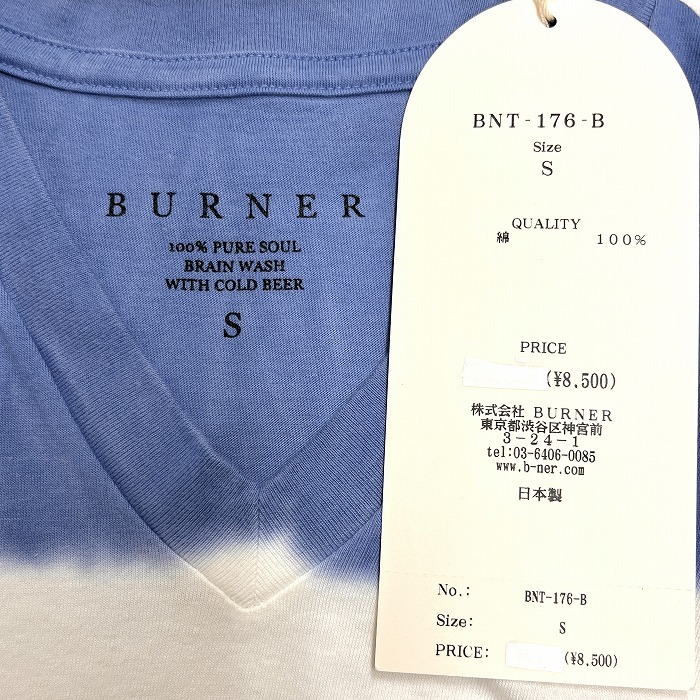 BURNER
100% PURE SOUL
BRAIN WASH
WITH COLD BEER
S
BNT-176-B
Size
S
QUALITY
綿 100%
PRICE
(¥8,500)
株式会社 BURNER
東京都渋谷区神宮前
3-24-1
tel:03-6406-0085
www.b-ner.com
日本製
No.: BNT-176-B
Size: S
PRICE: (¥8,500)